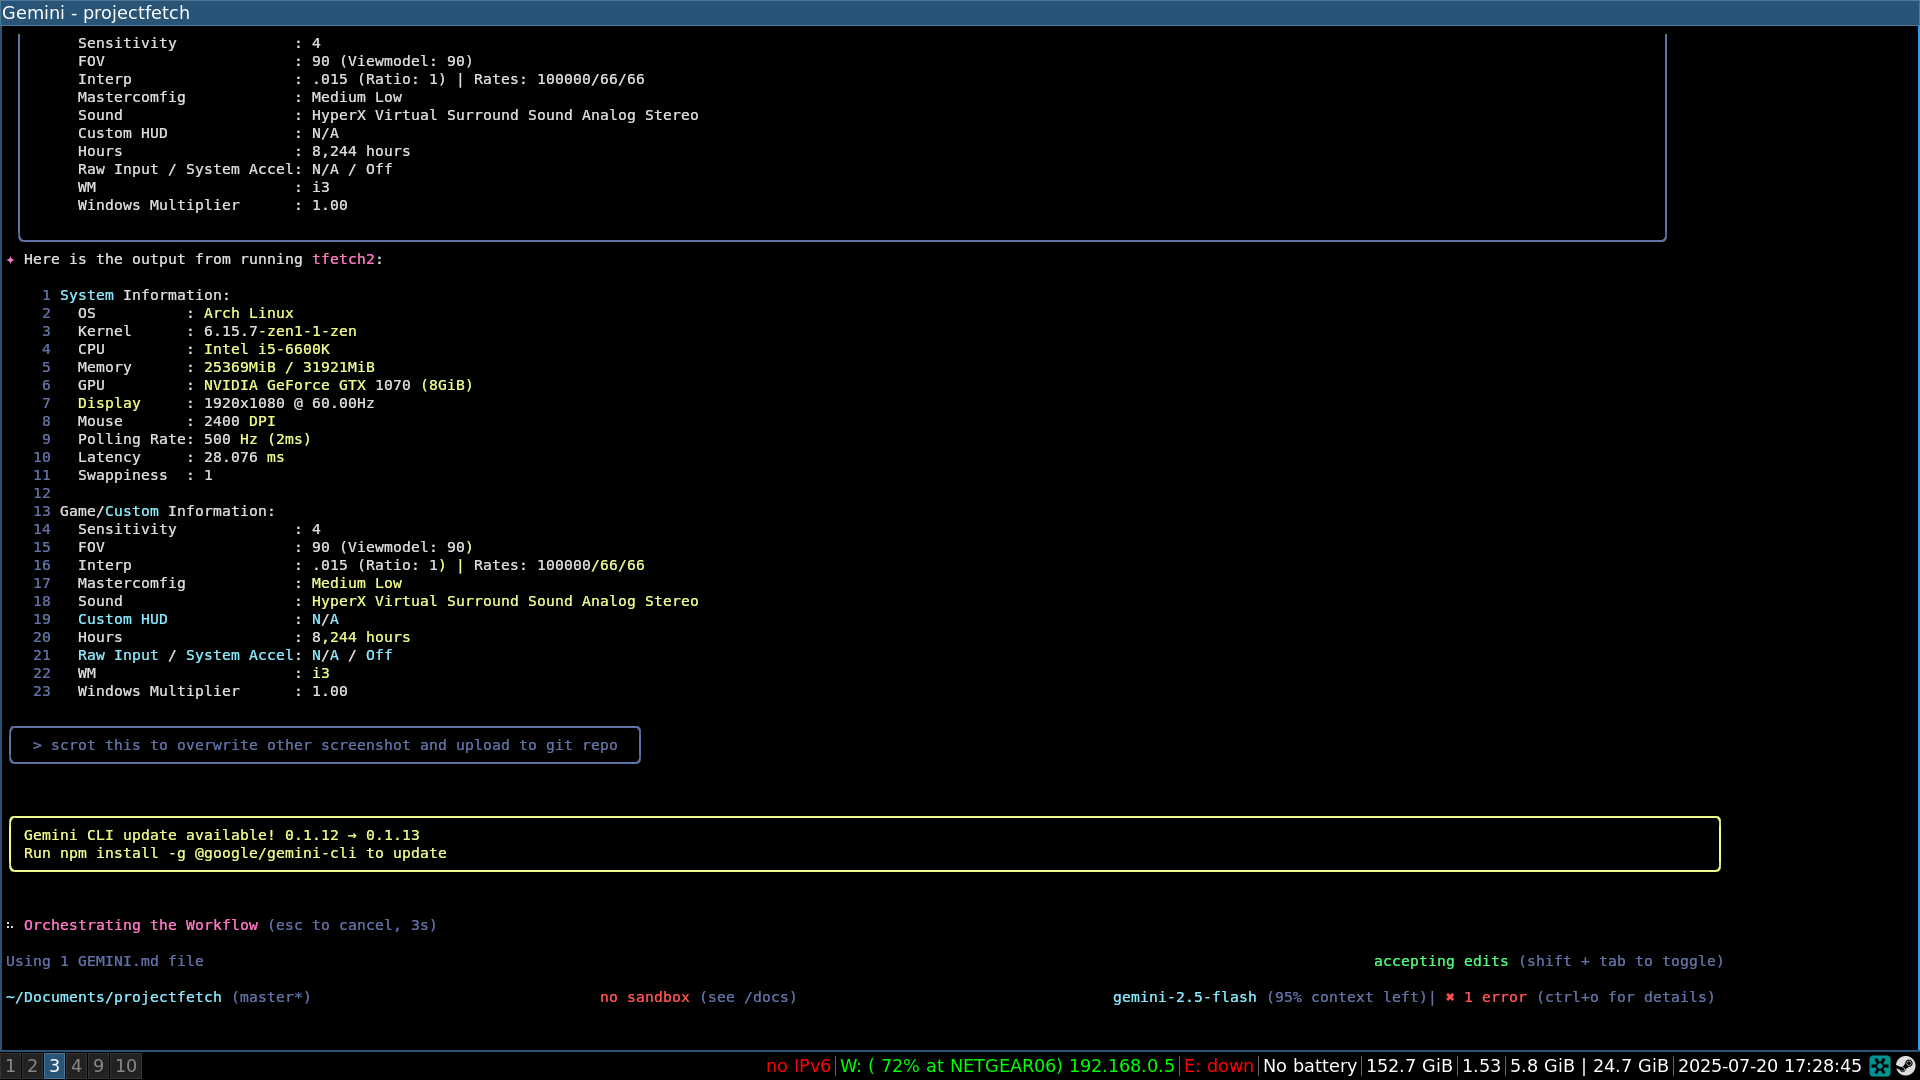 Gemini - projectfetch
Sensitivity : 4
FOV : 90 (Viewmodel: 90)
Interp : .015 (Ratio: 1) | Rates: 100000/66/66
Mastercomfig : Medium Low
Sound : HyperX Virtual Surround Sound Analog Stereo
Custom HUD : N/A
Hours : 8,244 hours
Raw Input / System Accel: N/A / Off
WM : i3
Windows Multiplier : 1.00
✦ Here is the output from running tfetch2:
1 System Information:
2 OS : Arch Linux
3 Kernel : 6.15.7-zen1-1-zen
4 CPU : Intel i5-6600K
5 Memory : 25369MiB / 31921MiB
6 GPU : NVIDIA GeForce GTX 1070 (8GiB)
7 Display : 1920x1080 @ 60.00Hz
8 Mouse : 2400 DPI
9 Polling Rate: 500 Hz (2ms)
10 Latency : 28.076 ms
11 Swappiness : 1
12
13 Game/Custom Information:
14 Sensitivity : 4
15 FOV : 90 (Viewmodel: 90)
16 Interp : .015 (Ratio: 1) | Rates: 100000/66/66
17 Mastercomfig : Medium Low
18 Sound : HyperX Virtual Surround Sound Analog Stereo
19 Custom HUD : N/A
20 Hours : 8,244 hours
21 Raw Input / System Accel: N/A / Off
22 WM : i3
23 Windows Multiplier : 1.00
> scrot this to overwrite other screenshot and upload to git repo
Gemini CLI update available! 0.1.12 → 0.1.13
Run npm install -g @google/gemini-cli to update
Orchestrating the Workflow (esc to cancel, 3s)
Using 1 GEMINI.md file accepting edits (shift + tab to toggle)
~/Documents/projectfetch (master*) no sandbox (see /docs) gemini-2.5-flash (95% context left)| ✖ 1 error (ctrl+o for details)
1 2 3 4 9 10 no IPv6|W: ( 72% at NETGEAR06) 192.168.0.5|E: down|No battery|152.7 GiB|1.53|5.8 GiB | 24.7 GiB|2025-07-20 17:28:45